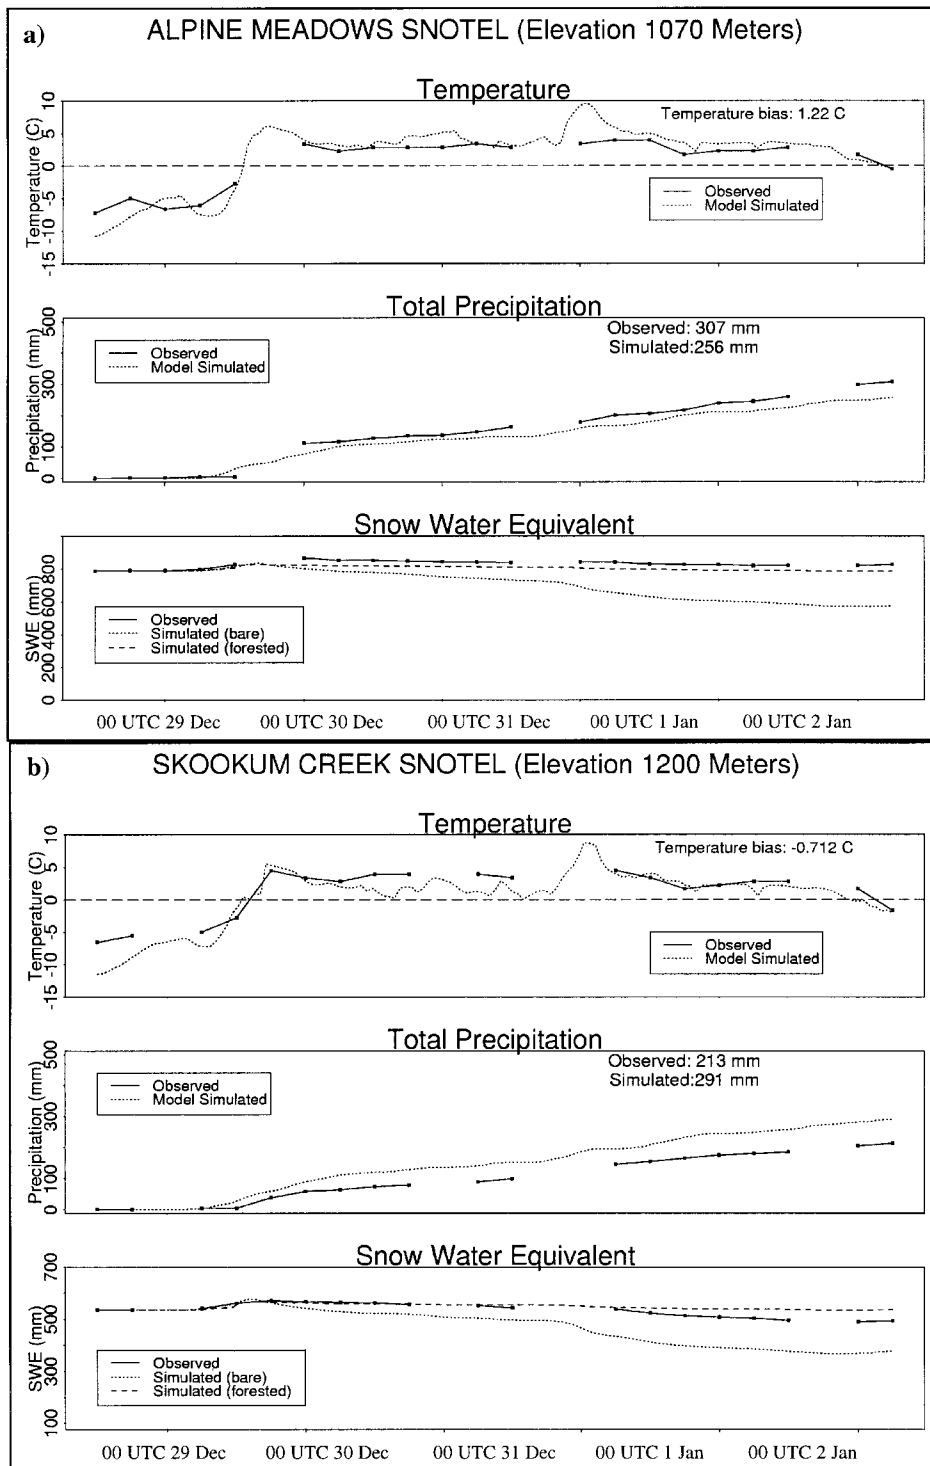 a) ALPINE MEADOWS SNOTEL (Elevation 1070 Meters)
Temperature
Temperature bias: 1.22 C
Temperature (C)
10
5
0
-5
-10
-15
Observed
Model Simulated
Total Precipitation
Observed: 307 mm
Simulated:256 mm
Precipitation (mm)
500
300
100
0
Observed
Model Simulated
Snow Water Equivalent
SWE (mm)
800
600
400
200
0
Observed
Simulated (bare)
Simulated (forested)
00 UTC 29 Dec 00 UTC 30 Dec 00 UTC 31 Dec 00 UTC 1 Jan 00 UTC 2 Jan
b) SKOOKUM CREEK SNOTEL (Elevation 1200 Meters)
Temperature
Temperature bias: -0.712 C
Temperature (C)
10
5
0
-5
-10
-15
Observed
Model Simulated
Total Precipitation
Observed: 213 mm
Simulated:291 mm
Precipitation (mm)
500
300
100
0
Observed
Model Simulated
Snow Water Equivalent
SWE (mm)
700
500
300
100
Observed
Simulated (bare)
Simulated (forested)
00 UTC 29 Dec 00 UTC 30 Dec 00 UTC 31 Dec 00 UTC 1 Jan 00 UTC 2 Jan